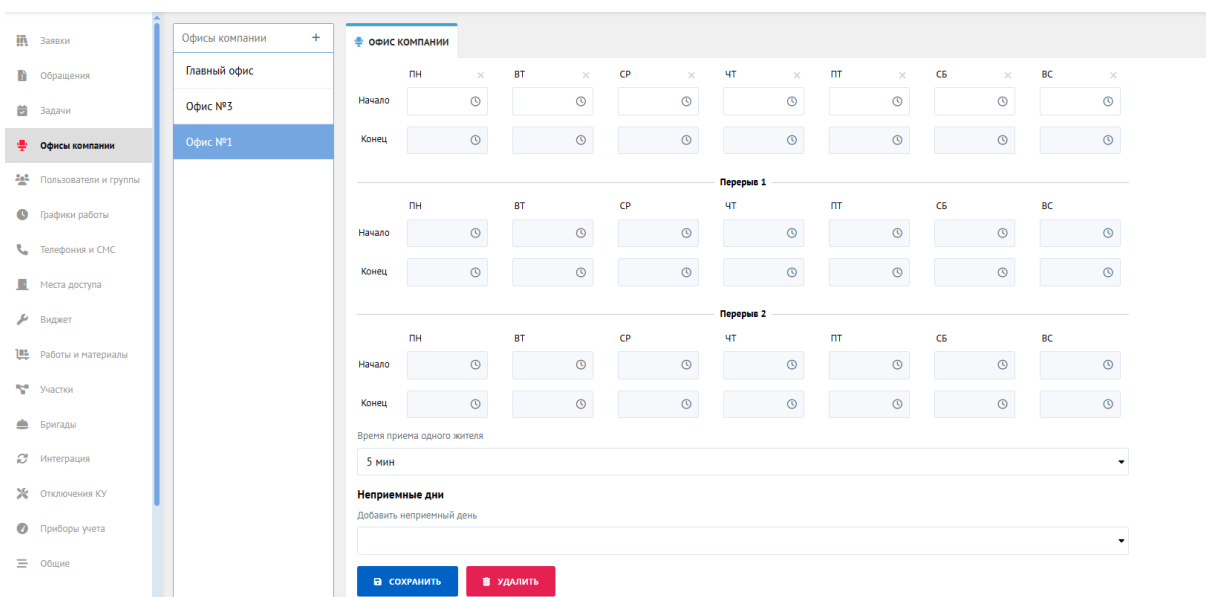 Заявки
Обращения
Задачи
Офисы компании
Пользователи и группы
Графики работы
Телефония и СМС
Места доступа
Виджет
Работы и материалы
Участки
Бригады
Интеграция
Отключения КУ
Приборы учета
Общие
Офисы компании +
Главный офис
Офис №3
Офис №1
ОФИС КОМПАНИИ
ПН ВТ СР ЧТ ПТ СБ ВС
Начало
Конец
Перерыв 1
ПН ВТ СР ЧТ ПТ СБ ВС
Начало
Конец
Перерыв 2
ПН ВТ СР ЧТ ПТ СБ ВС
Начало
Конец
Время приема одного жителя
5 мин
Неприемные дни
Добавить неприемный день
СОХРАНИТЬ УДАЛИТЬ